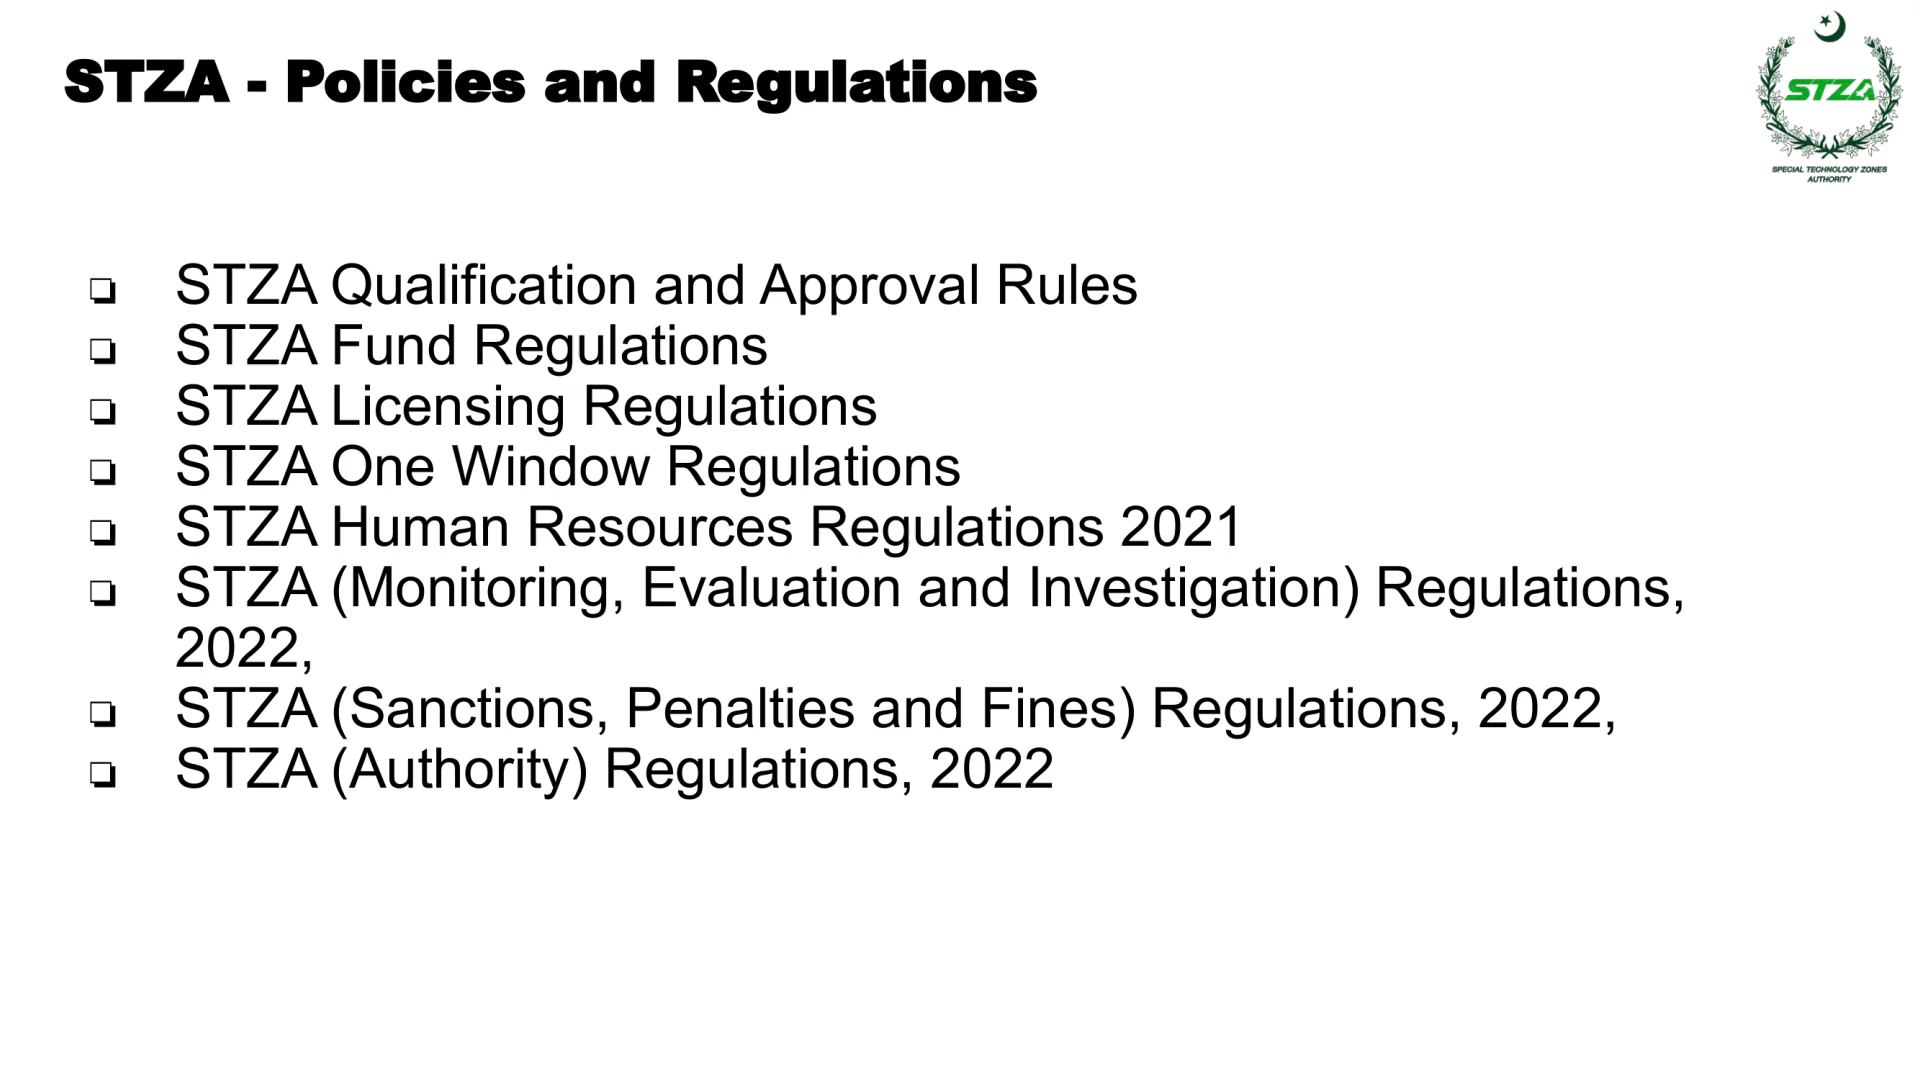 STZA - Policies and Regulations
STZA
SPECIAL TECHNOLOGY ZONES
AUTHORITY
❏ STZA Qualification and Approval Rules
❏ STZA Fund Regulations
❏ STZA Licensing Regulations
❏ STZA One Window Regulations
❏ STZA Human Resources Regulations 2021
❏ STZA (Monitoring, Evaluation and Investigation) Regulations,
2022,
❏ STZA (Sanctions, Penalties and Fines) Regulations, 2022,
❏ STZA (Authority) Regulations, 2022